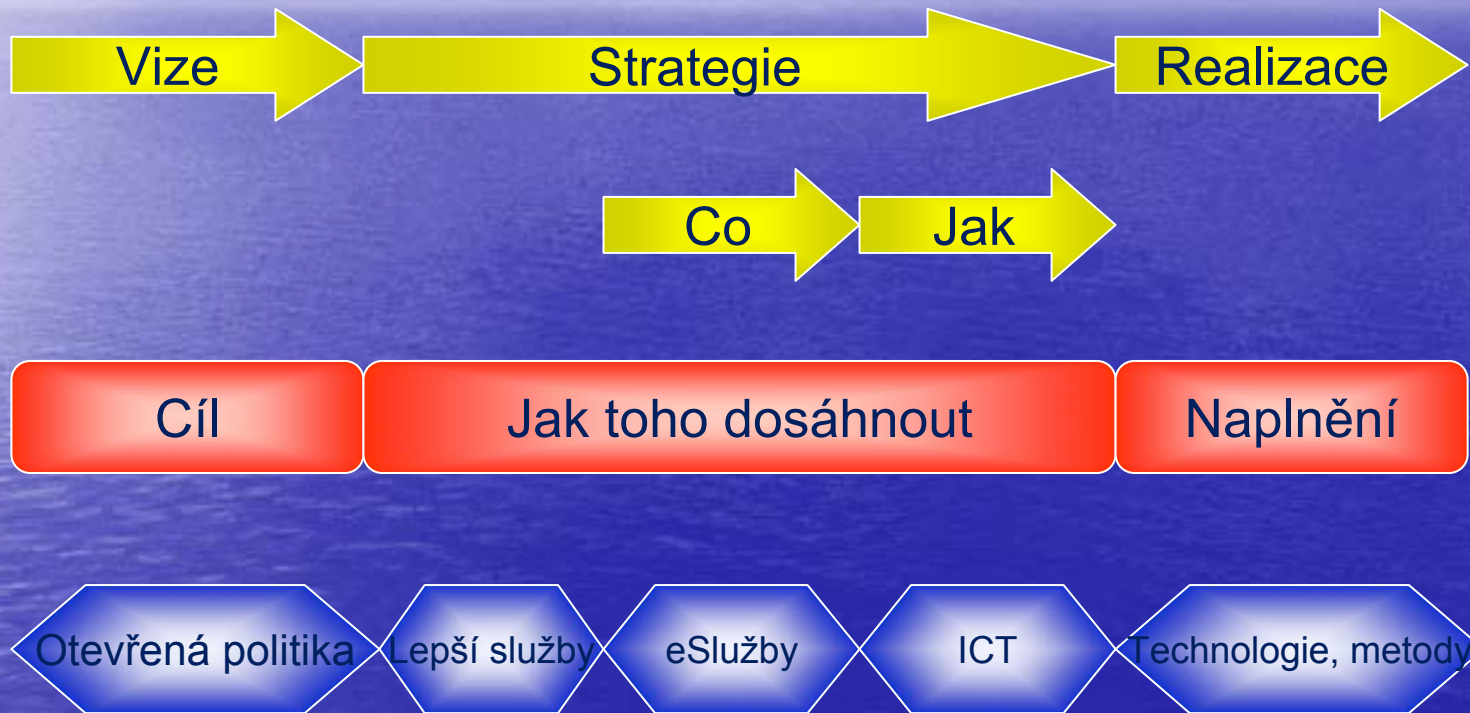 Vize
Strategie
Realizace
Co
Jak
Cíl
Jak toho dosáhnout
Naplnění
Otevřená politika
Lepší služby
eSlužby
ICT
Technologie, metody